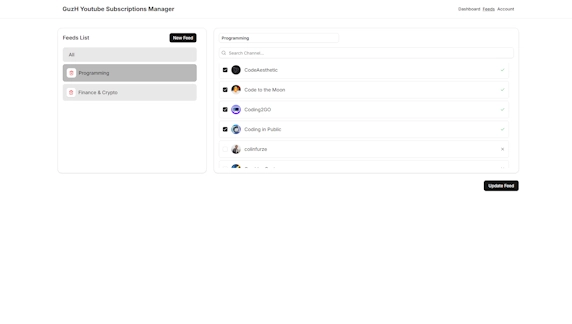 GuzH Youtube Subscriptions Manager
Dashboard Feeds Account
Feeds List
New Feed
All
Programming
Finance & Crypto
Programming
Search Channel...
CodeAesthetic
Code to the Moon
Coding2GO
Coding in Public
colinfurze
Update Feed